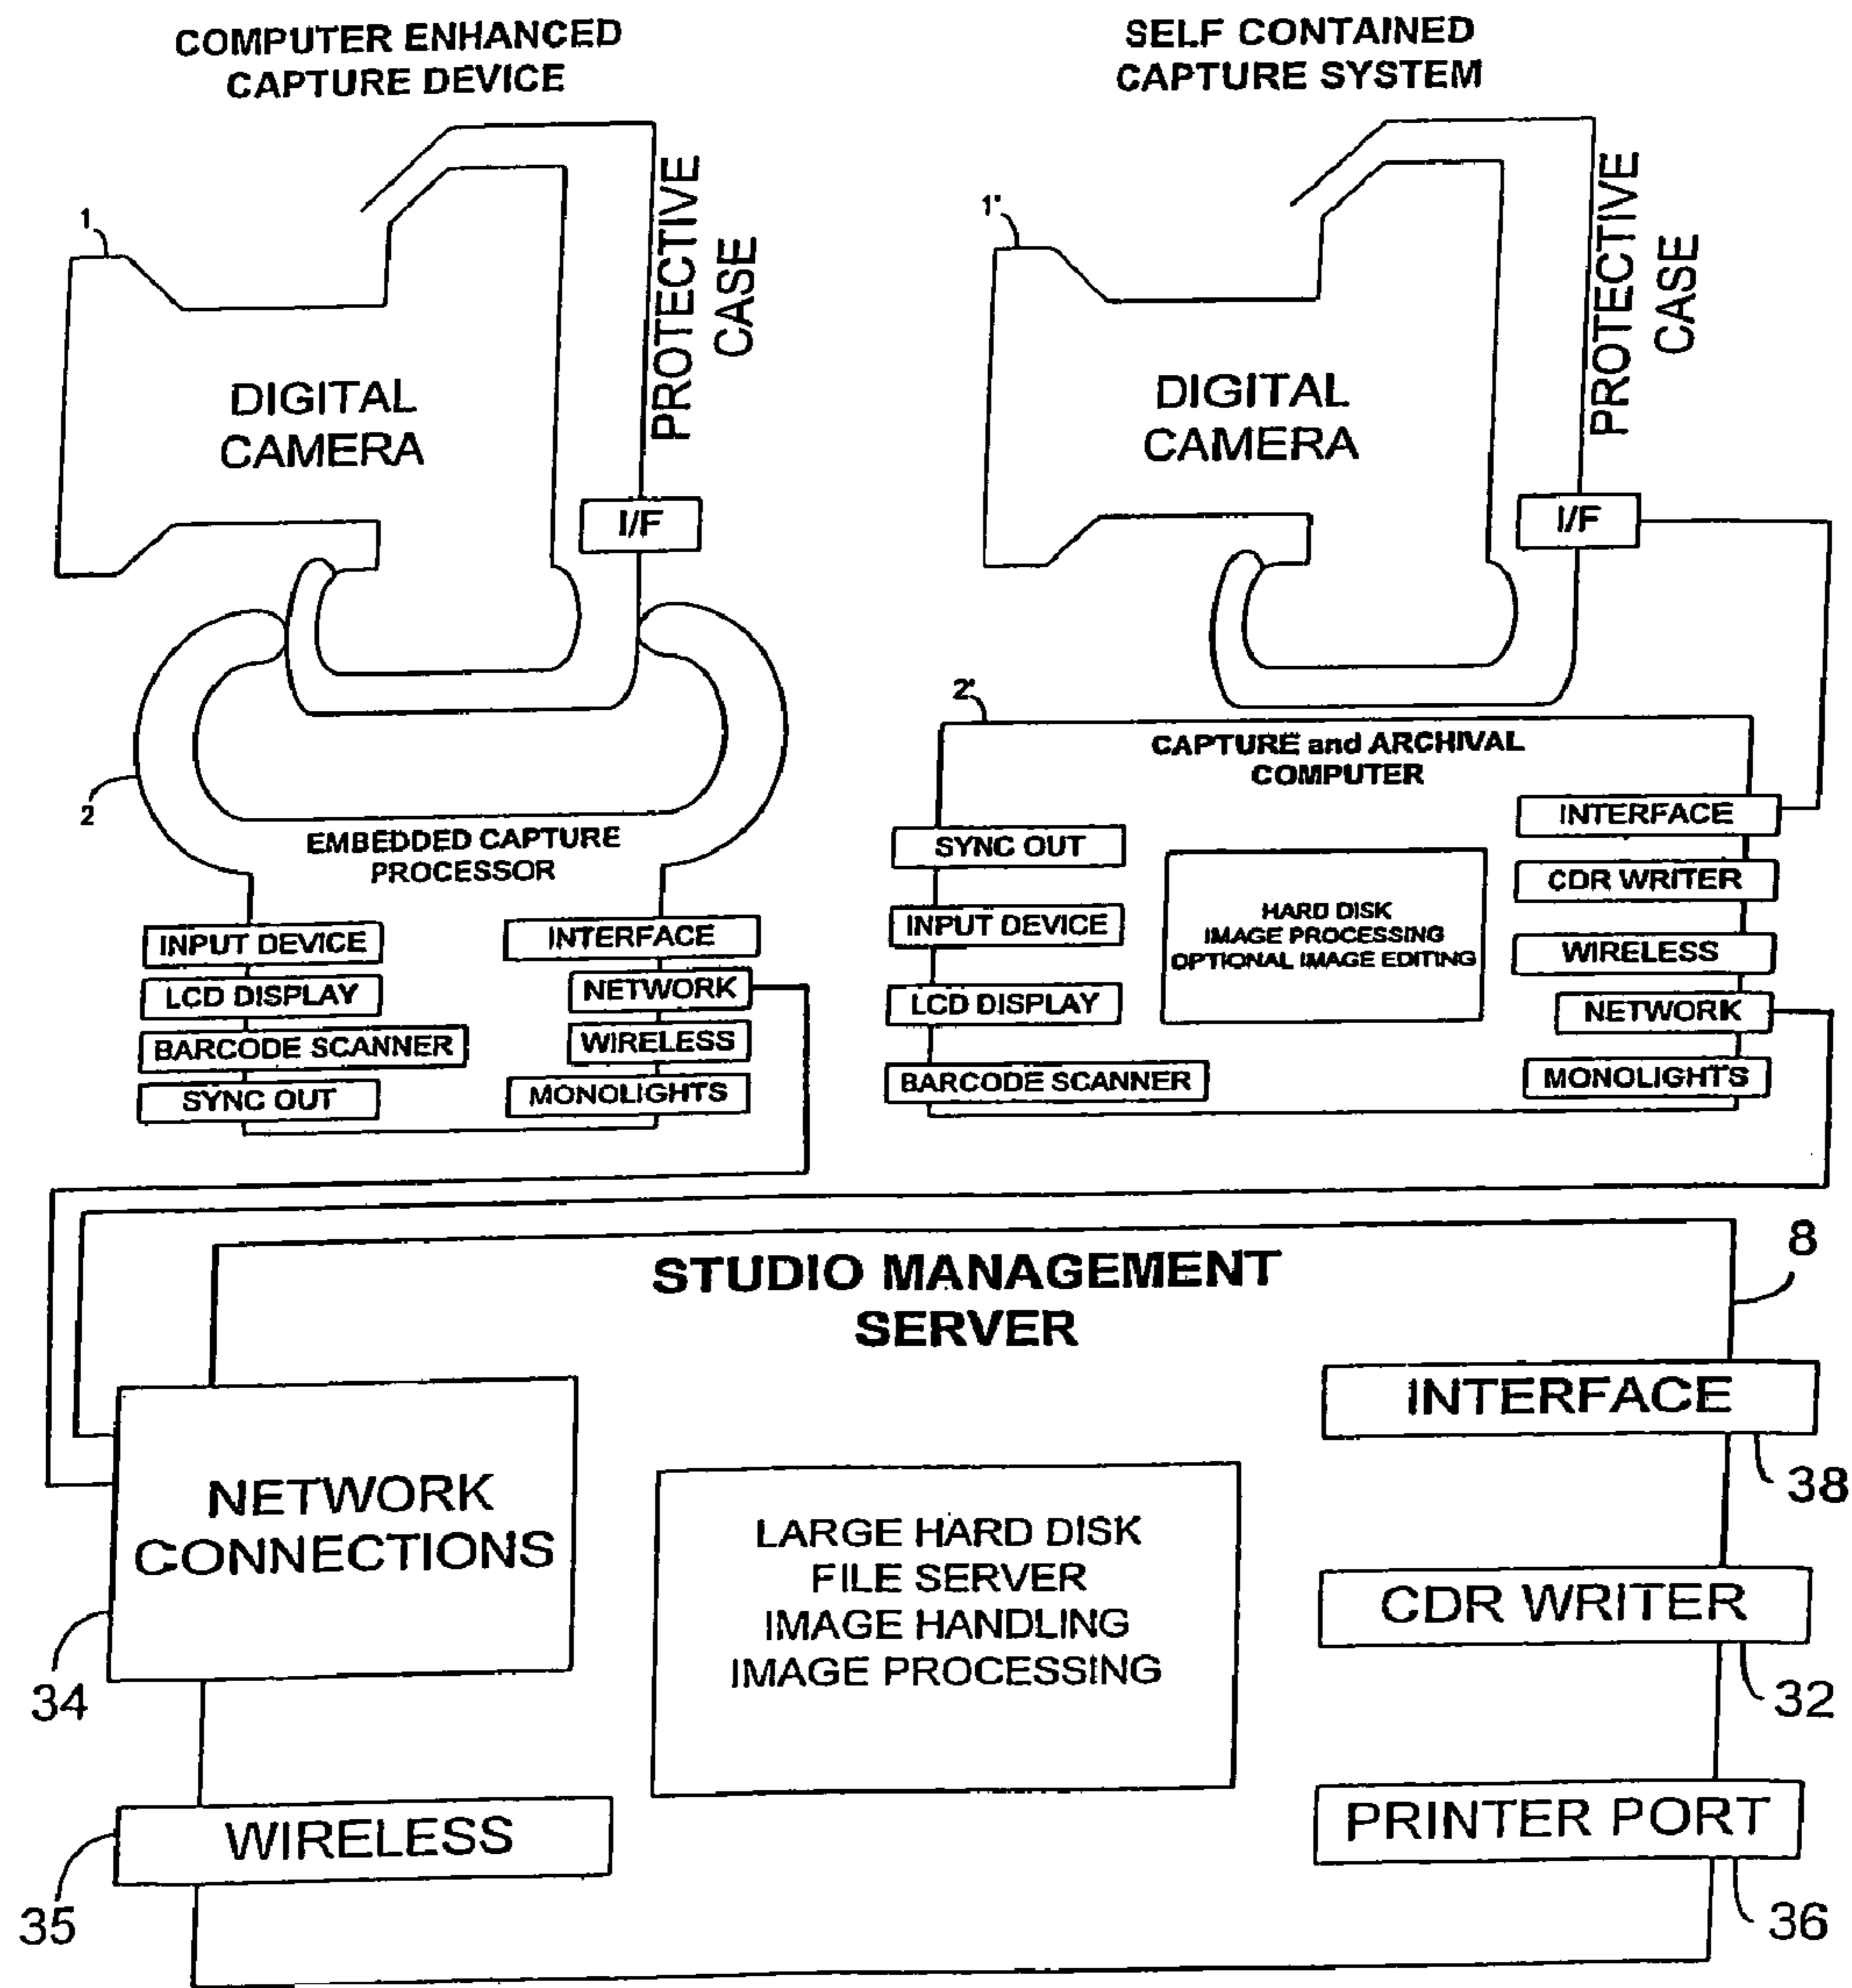 COMPUTER ENHANCED
CAPTURE DEVICE
SELF CONTAINED
CAPTURE SYSTEM
1
DIGITAL
CAMERA
PROTECTIVE
CASE
I/F
2
EMBEDDED CAPTURE
PROCESSOR
INPUT DEVICE
LCD DISPLAY
BARCODE SCANNER
SYNC OUT
INTERFACE
NETWORK
WIRELESS
MONOLIGHTS
1'
DIGITAL
CAMERA
PROTECTIVE
CASE
I/F
2'
CAPTURE and ARCHIVAL
COMPUTER
SYNC OUT
INPUT DEVICE
LCD DISPLAY
BARCODE SCANNER
HARD DISK
IMAGE PROCESSING
OPTIONAL IMAGE EDITING
INTERFACE
CDR WRITER
WIRELESS
NETWORK
MONOLIGHTS
STUDIO MANAGEMENT
SERVER
8
NETWORK
CONNECTIONS
34
WIRELESS
35
LARGE HARD DISK
FILE SERVER
IMAGE HANDLING
IMAGE PROCESSING
INTERFACE
38
CDR WRITER
32
PRINTER PORT
36